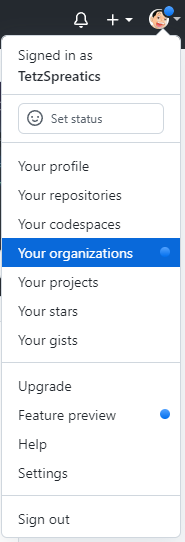 Signed in as
TetzSpreatics
Set status
Your profile
Your repositories
Your codespaces
Your organizations
Your projects
Your stars
Your gists
Upgrade
Feature preview
Help
Settings
Sign out